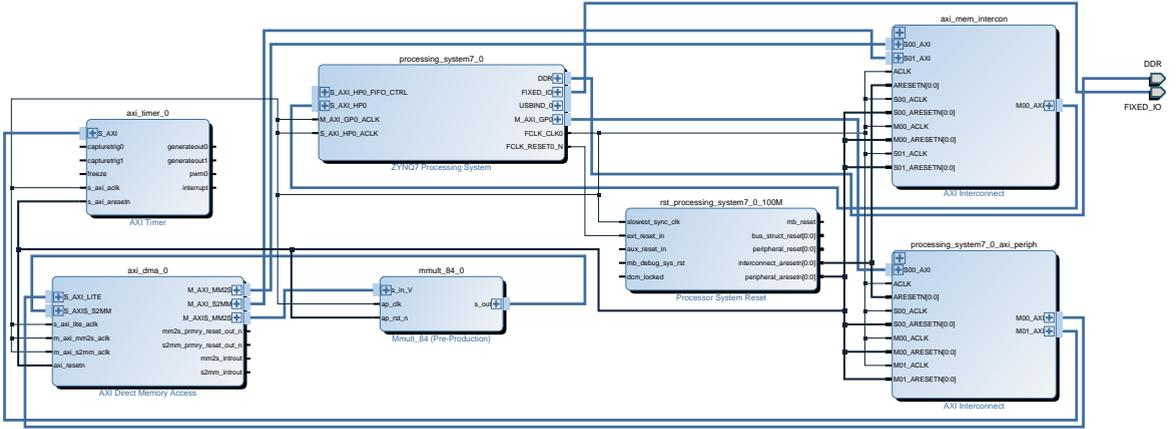 axi_mem_intercon
S00_AXI
S01_AXI
ACLK
ARESETN[0:0]
S00_ACLK
S00_ARESETN[0:0]
M00_ACLK
M00_ARESETN[0:0]
S01_ACLK
S01_ARESETN[0:0]
M00_AXI
AXI Interconnect
DDR
FIXED_IO
processing_system7_0
S_AXI_HP0_FIFO_CTRL
S_AXI_HP0
M_AXI_GP0_ACLK
S_AXI_HP0_ACLK
DDR
FIXED_IO
USBIND_0
M_AXI_GP0
FCLK_CLK0
FCLK_RESET0_N
ZYNQ7 Processing System
axi_timer_0
S_AXI
capturetrig0
capturetrig1
freeze
s_axi_aclk
s_axi_aresetn
generateout0
generateout1
pwm0
interrupt
AXI Timer
rst_processing_system7_0_100M
slowest_sync_clk
ext_reset_in
aux_reset_in
mb_debug_sys_rst
dcm_locked
mb_reset
bus_struct_reset[0:0]
peripheral_reset[0:0]
interconnect_aresetn[0:0]
peripheral_aresetn[0:0]
Processor System Reset
processing_system7_0_axi_periph
S00_AXI
ACLK
ARESETN[0:0]
S00_ACLK
S00_ARESETN[0:0]
M00_ACLK
M00_ARESETN[0:0]
M01_ACLK
M01_ARESETN[0:0]
M00_AXI
M01_AXI
AXI Interconnect
axi_dma_0
S_AXI_LITE
S_AXIS_S2MM
s_axi_lite_aclk
m_axi_mm2s_aclk
m_axi_s2mm_aclk
axi_resetn
M_AXI_MM2S
M_AXI_S2MM
M_AXIS_MM2S
mm2s_prmry_reset_out_n
s2mm_prmry_reset_out_n
mm2s_introut
s2mm_introut
AXI Direct Memory Access
mmult_84_0
s_in_V
ap_clk
ap_rst_n
s_out
Mmult_84 (Pre-Production)